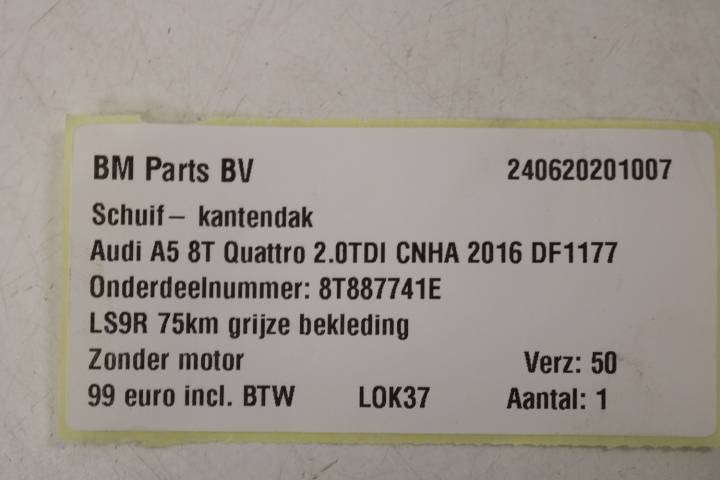 BM Parts BV 240620201007
Schuif- kantendak
Audi A5 8T Quattro 2.0TDI CNHA 2016 DF1177
Onderdeelnummer: 8T887741E
LS9R 75km grijze bekleding
Zonder motor Verz: 50
99 euro incl. BTW LOK37 Aantal: 1